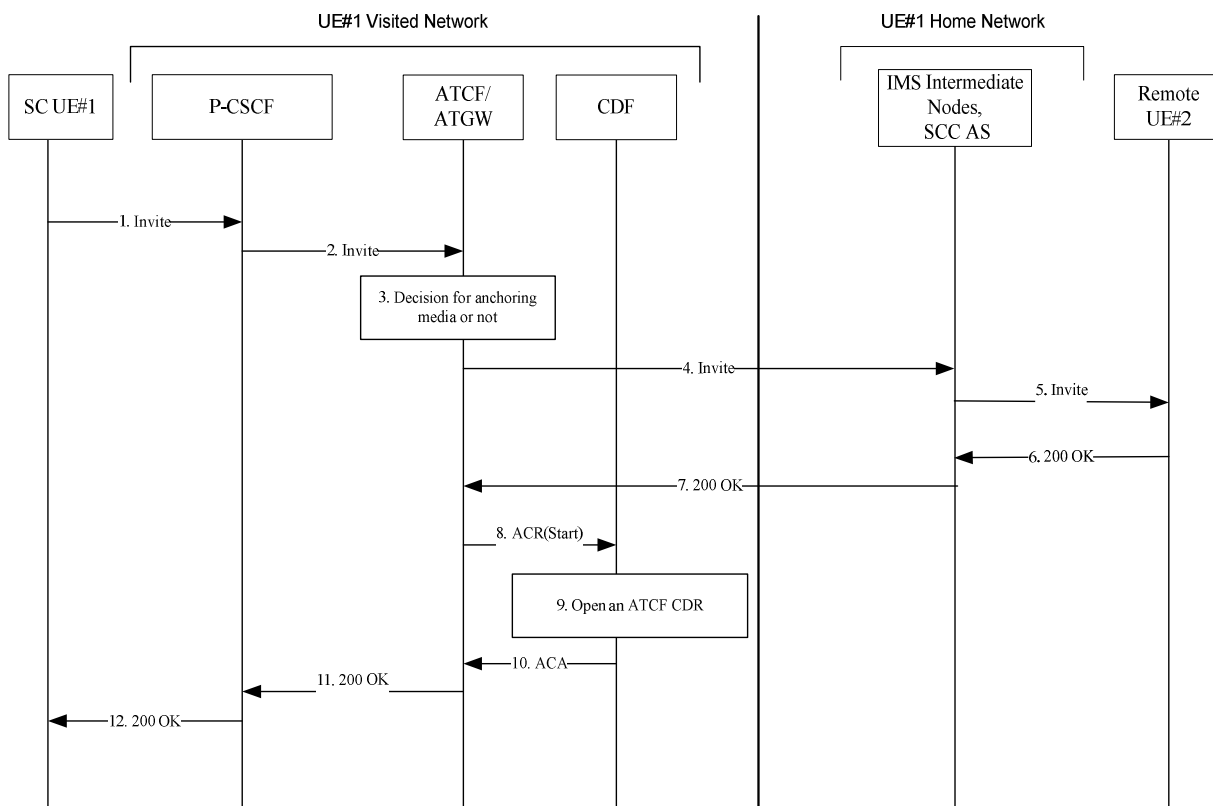 UE#1 Visited Network
UE#1 Home Network
SC UE#1
P-CSCF
ATCF/
ATGW
CDF
IMS Intermediate
Nodes,
SCC AS
Remote
UE#2
1. Invite
2. Invite
3. Decision for anchoring
media or not
4. Invite
5. Invite
6. 200 OK
7. 200 OK
8. ACR(Start)
9. Open an ATCF CDR
10. ACA
11. 200 OK
12. 200 OK